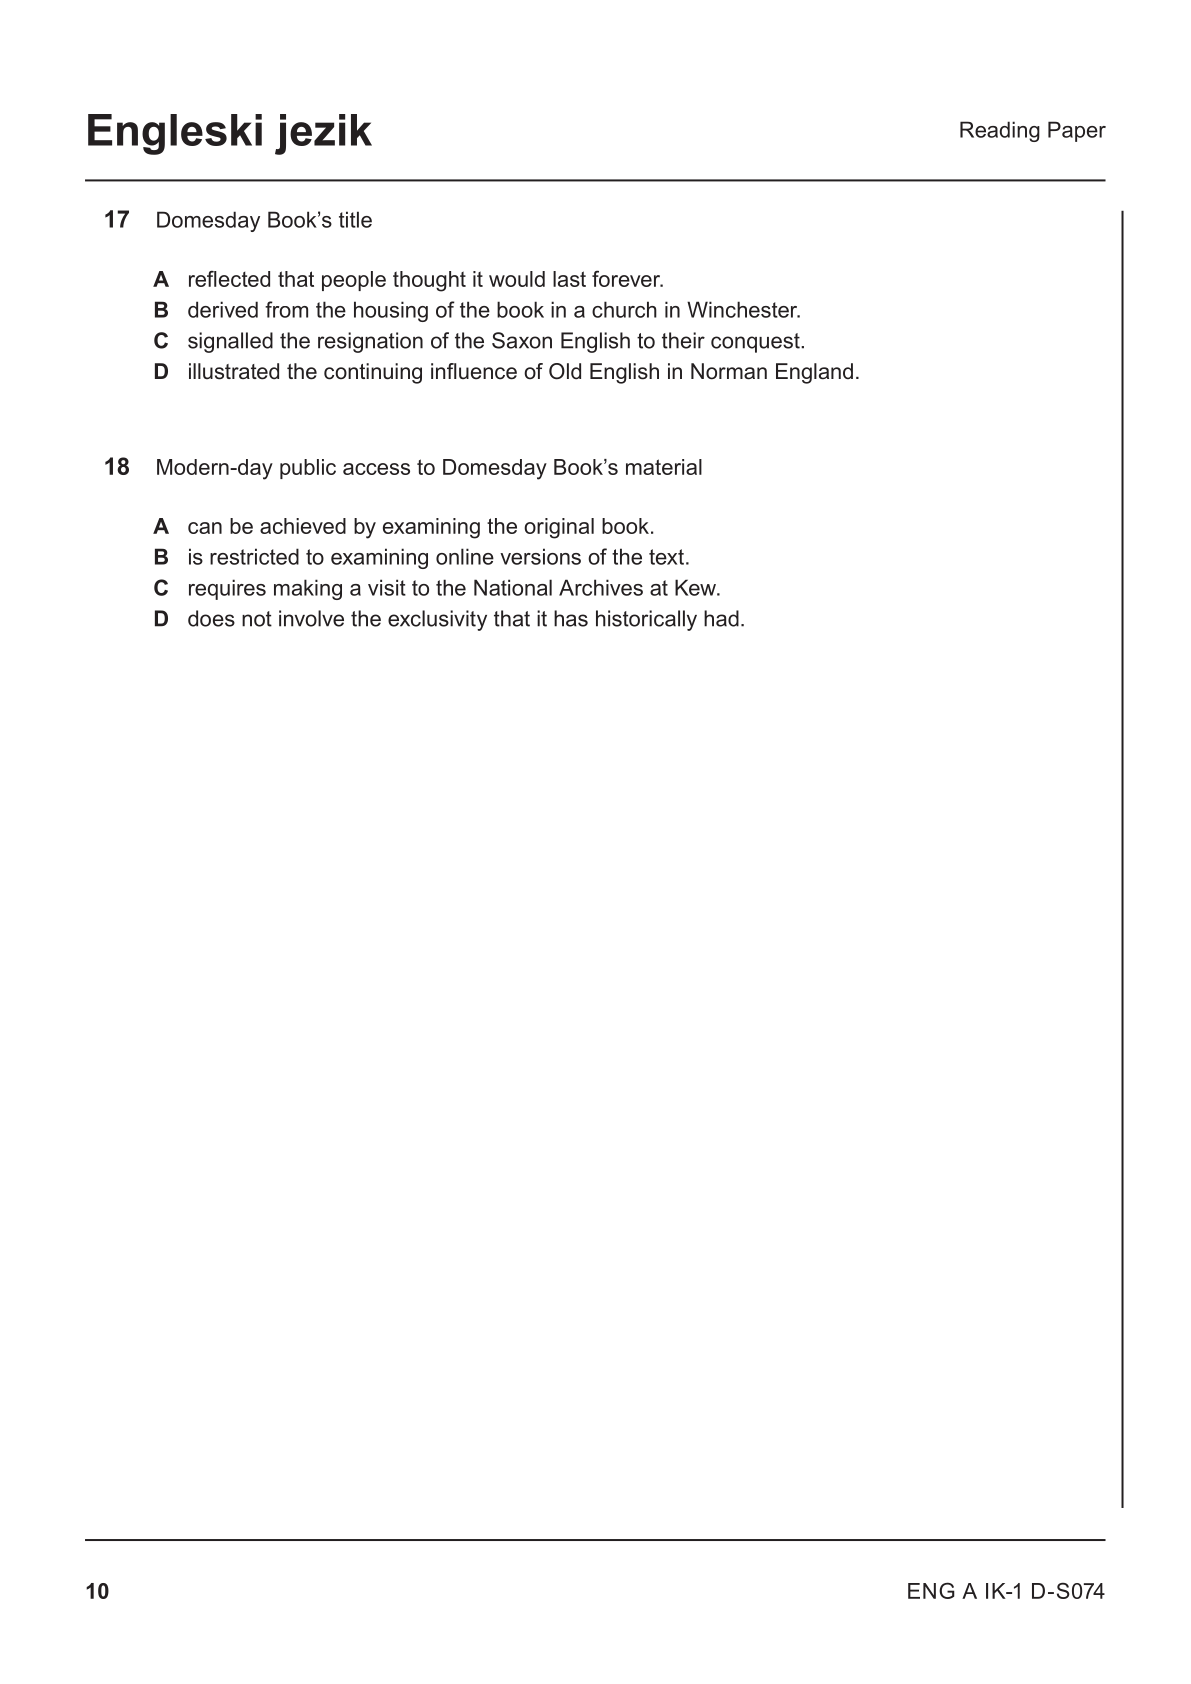 Engleski jezik
Reading Paper
17 Domesday Book’s title
A reflected that people thought it would last forever.
B derived from the housing of the book in a church in Winchester.
C signalled the resignation of the Saxon English to their conquest.
D illustrated the continuing influence of Old English in Norman England.
18 Modern-day public access to Domesday Book’s material
A can be achieved by examining the original book.
B is restricted to examining online versions of the text.
C requires making a visit to the National Archives at Kew.
D does not involve the exclusivity that it has historically had.
10
ENG A IK-1 D-S074